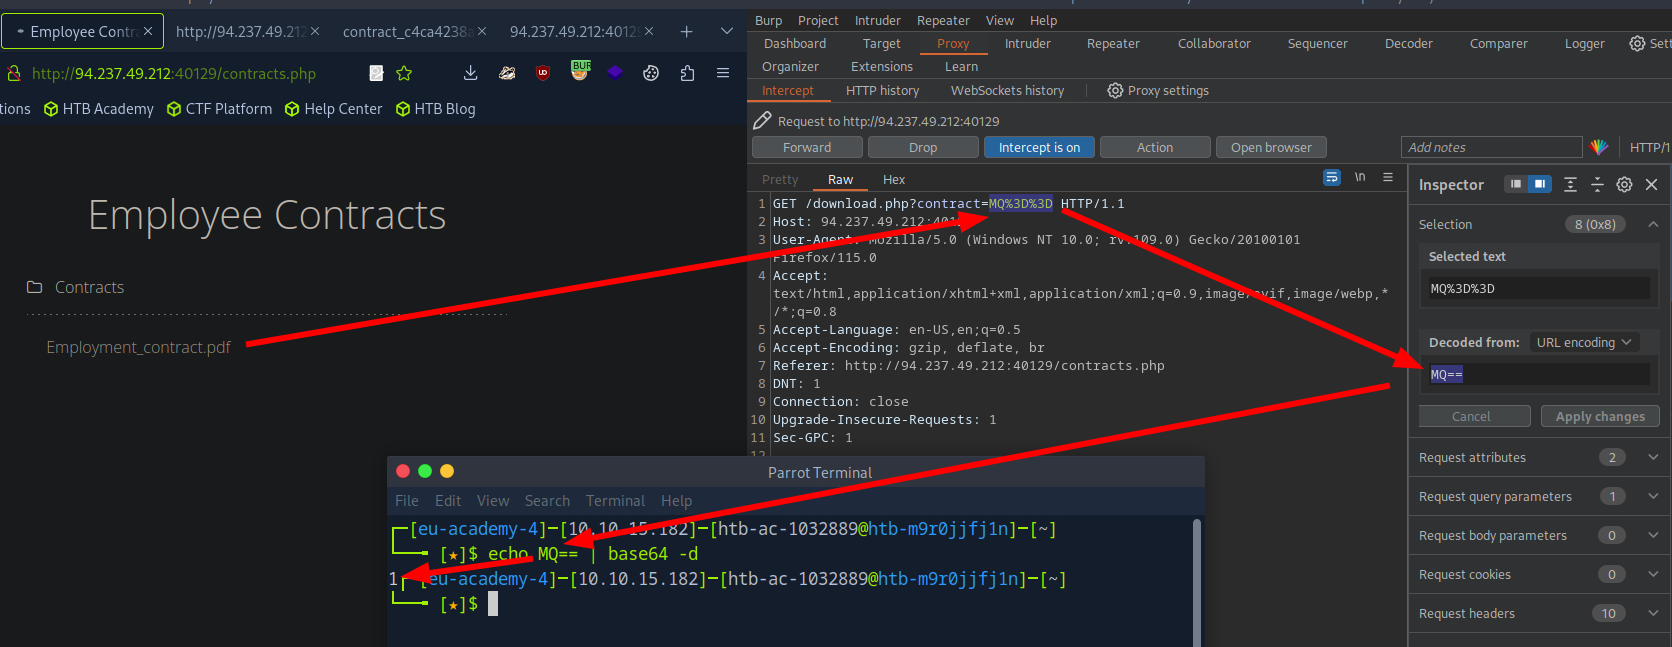 Employee Contr
http://94.237.49.212
contract_c4ca4238a
94.237.49.212:40129
http://94.237.49.212:40129/contracts.php
UD
BUR
tions
HTB Academy
CTF Platform
Help Center
HTB Blog
Employee Contracts
Contracts
Employment_contract.pdf
Burp Project Intruder Repeater View Help
Dashboard Target Proxy Intruder Repeater Collaborator Sequencer Decoder Comparer Logger Sett
Organizer Extensions Learn
Intercept HTTP history WebSockets history Proxy settings
Request to http://94.237.49.212:40129
Forward Drop Intercept is on Action Open browser Add notes HTTP/1
Pretty Raw Hex \n
1 GET /download.php?contract=MQ%3D%3D HTTP/1.1
2 Host: 94.237.49.212:401
3 User-Agent: Mozilla/5.0 (Windows NT 10.0; rv:109.0) Gecko/20100101
Firefox/115.0
4 Accept:
text/html,application/xhtml+xml,application/xml;q=0.9,image/avif,image/webp,*
/*;q=0.8
5 Accept-Language: en-US,en;q=0.5
6 Accept-Encoding: gzip, deflate, br
7 Referer: http://94.237.49.212:40129/contracts.php
8 DNT: 1
9 Connection: close
10 Upgrade-Insecure-Requests: 1
11 Sec-GPC: 1
12
Inspector
Selection 8 (0x8)
Selected text
MQ%3D%3D
Decoded from: URL encoding
MQ==
Cancel Apply changes
Request attributes 2
Request query parameters 1
Request body parameters 0
Request cookies 0
Request headers 10
Parrot Terminal
File Edit View Search Terminal Help
[eu-academy-4]─[10.10.15.182]─[htb-ac-1032889@htb-m9r0jjfj1n]─[~]
[★]$ echo MQ== | base64 -d
1 [eu-academy-4]─[10.10.15.182]─[htb-ac-1032889@htb-m9r0jjfj1n]─[~]
[★]$